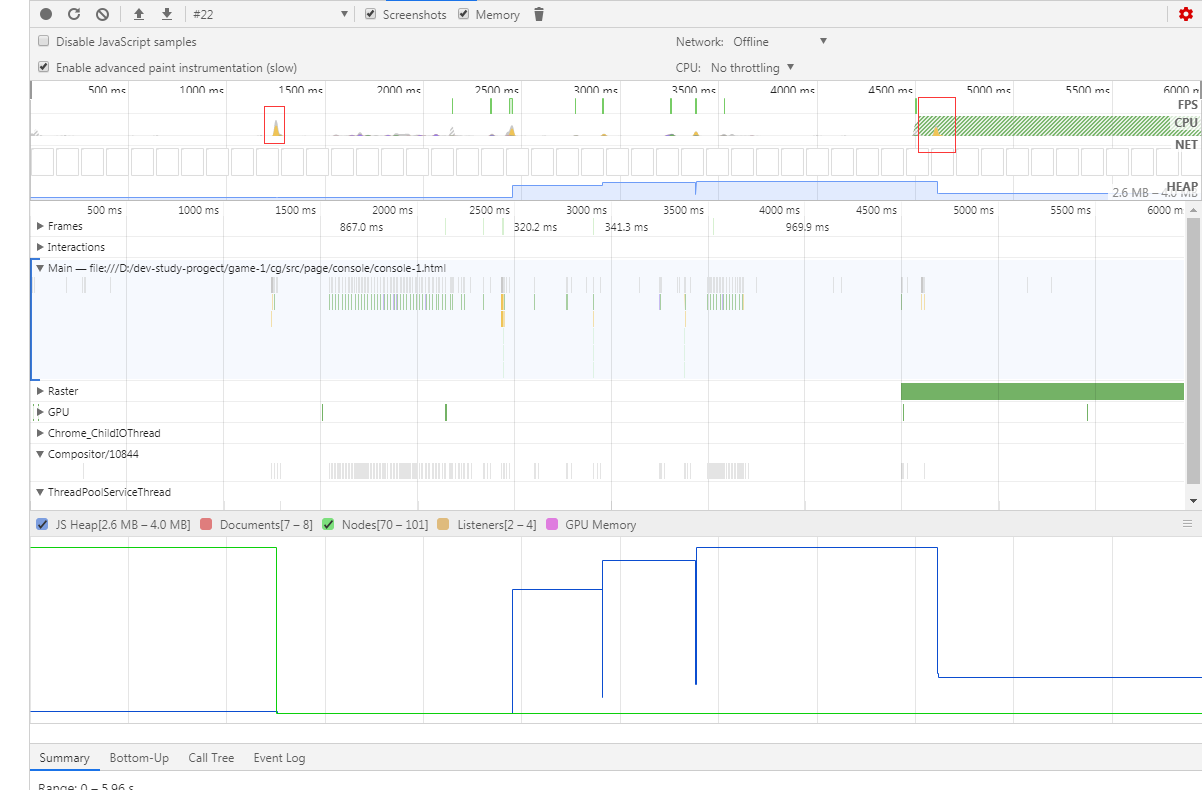 #22 Screenshots Memory
Disable JavaScript samples Network: Offline
Enable advanced paint instrumentation (slow) CPU: No throttling
500 ms 1000 ms 1500 ms 2000 ms 2500 ms 3000 ms 3500 ms 4000 ms 4500 ms 5000 ms 5500 ms 6000 m
FPS
CPU
NET
HEAP
2.6 MB – 4.0 MB
500 ms 1000 ms 1500 ms 2000 ms 2500 ms 3000 ms 3500 ms 4000 ms 4500 ms 5000 ms 5500 ms 6000 m
Frames 867.0 ms 320.2 ms 341.3 ms 969.9 ms
Interactions
Main — file:///D:/dev-study-progect/game-1/cg/src/page/console/console-1.html
Raster
GPU
Chrome_ChildIOThread
Compositor/10844
ThreadPoolServiceThread
JS Heap[2.6 MB – 4.0 MB] Documents[7 – 8] Nodes[70 – 101] Listeners[2 – 4] GPU Memory
Summary Bottom-Up Call Tree Event Log
Range: 0 – 5.96 s